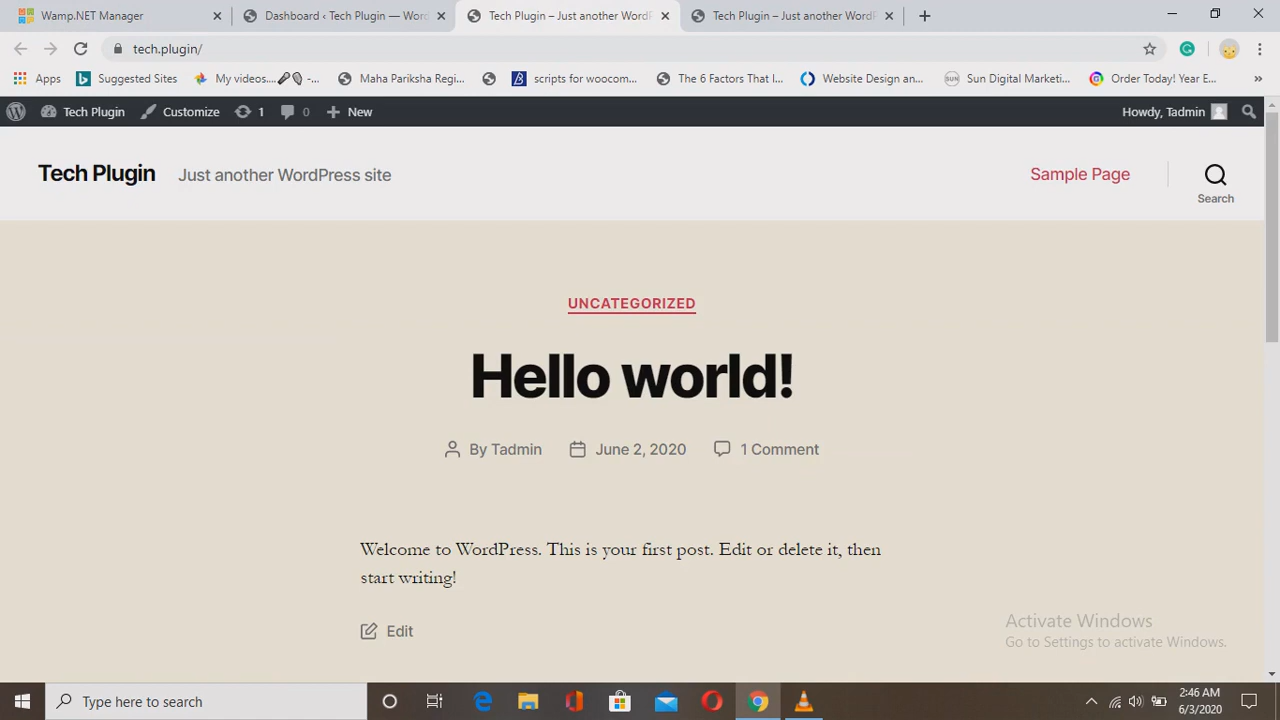 Wamp.NET Manager
Dashboard ‹ Tech Plugin — Word
Tech Plugin – Just another WordP
Tech Plugin – Just another WordP
tech.plugin/
Apps
Suggested Sites
My videos....🎤🔍 -...
Maha Pariksha Regi...
scripts for woocom...
The 6 Factors That I...
Website Design an...
Sun Digital Marketi...
Order Today! Year E...
»
Tech Plugin
Customize
1
0
New
Howdy, Tadmin
Tech Plugin
Just another WordPress site
Sample Page
Search
UNCATEGORIZED
Hello world!
By Tadmin
June 2, 2020
1 Comment
Welcome to WordPress. This is your first post. Edit or delete it, then
start writing!
Edit
Activate Windows
Go to Settings to activate Windows.
Type here to search
2:46 AM
6/3/2020